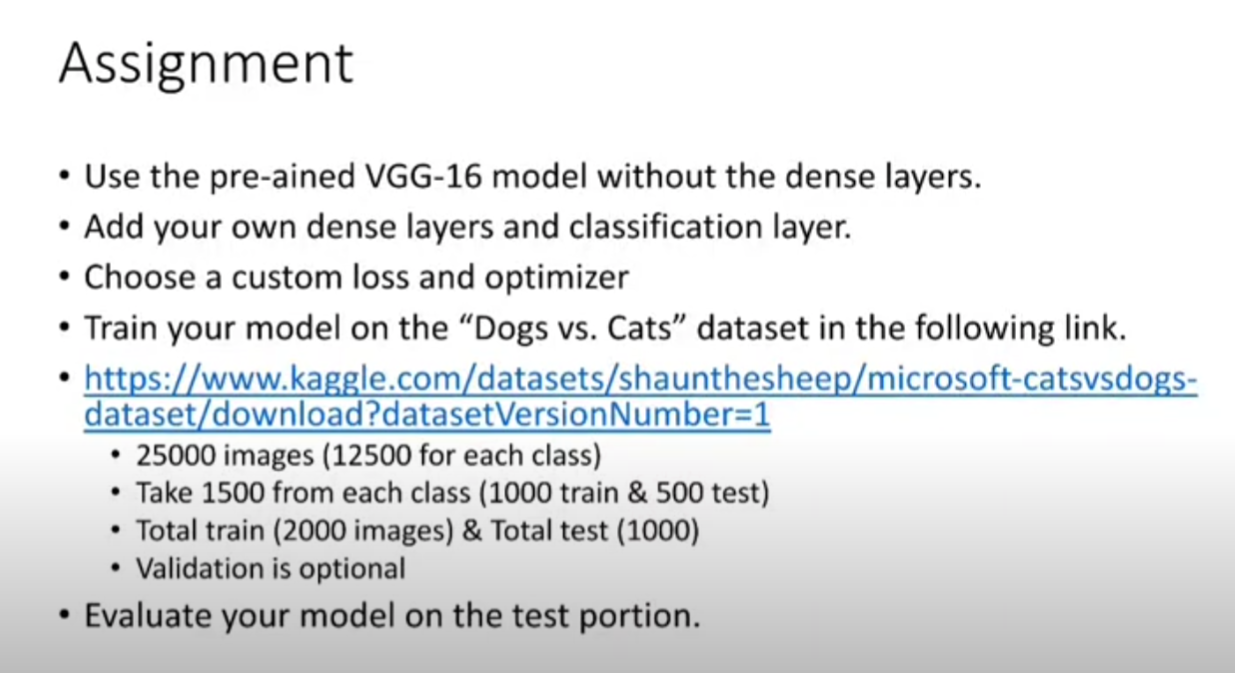 Assignment
• Use the pre-ained VGG-16 model without the dense layers.
• Add your own dense layers and classification layer.
• Choose a custom loss and optimizer
• Train your model on the “Dogs vs. Cats” dataset in the following link.
• https://www.kaggle.com/datasets/shaunthesheep/microsoft-catsvsdogs-
dataset/download?datasetVersionNumber=1
• 25000 images (12500 for each class)
• Take 1500 from each class (1000 train & 500 test)
• Total train (2000 images) & Total test (1000)
• Validation is optional
• Evaluate your model on the test portion.